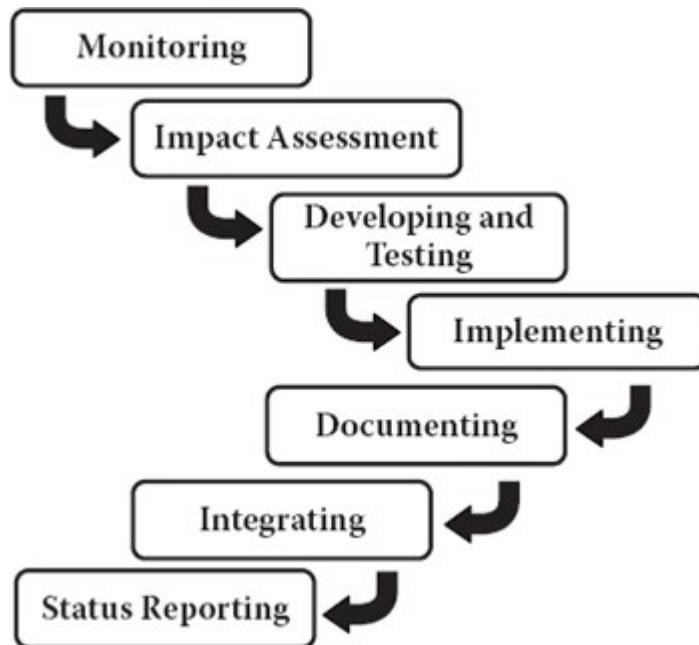 Monitoring
Impact Assessment
Developing and
Testing
Implementing
Documenting
Integrating
Status Reporting